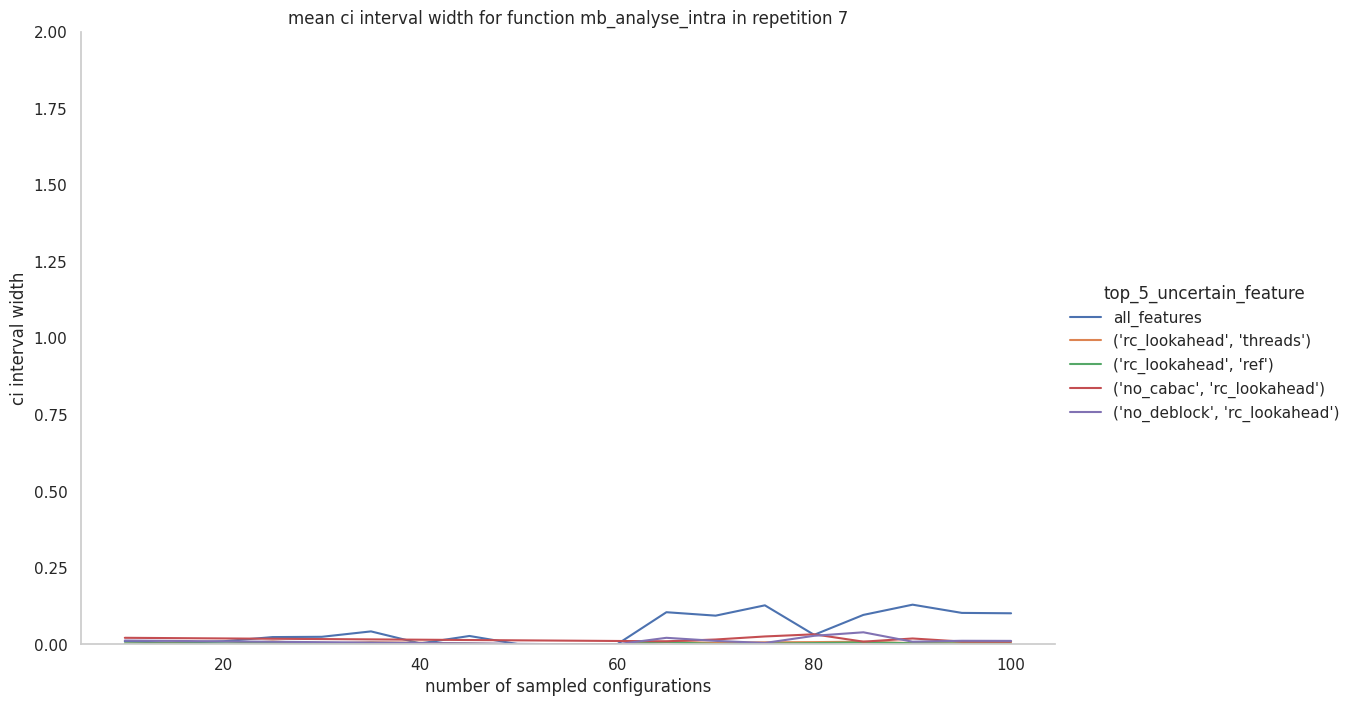 mean ci interval width for function mb_analyse_intra in repetition 7
2.00
1.75
1.50
1.25
1.00
0.75
0.50
0.25
0.00
ci interval width
20
40
60
80
100
number of sampled configurations
top_5_uncertain_feature
all_features
('rc_lookahead', 'threads')
('rc_lookahead', 'ref')
('no_cabac', 'rc_lookahead')
('no_deblock', 'rc_lookahead')